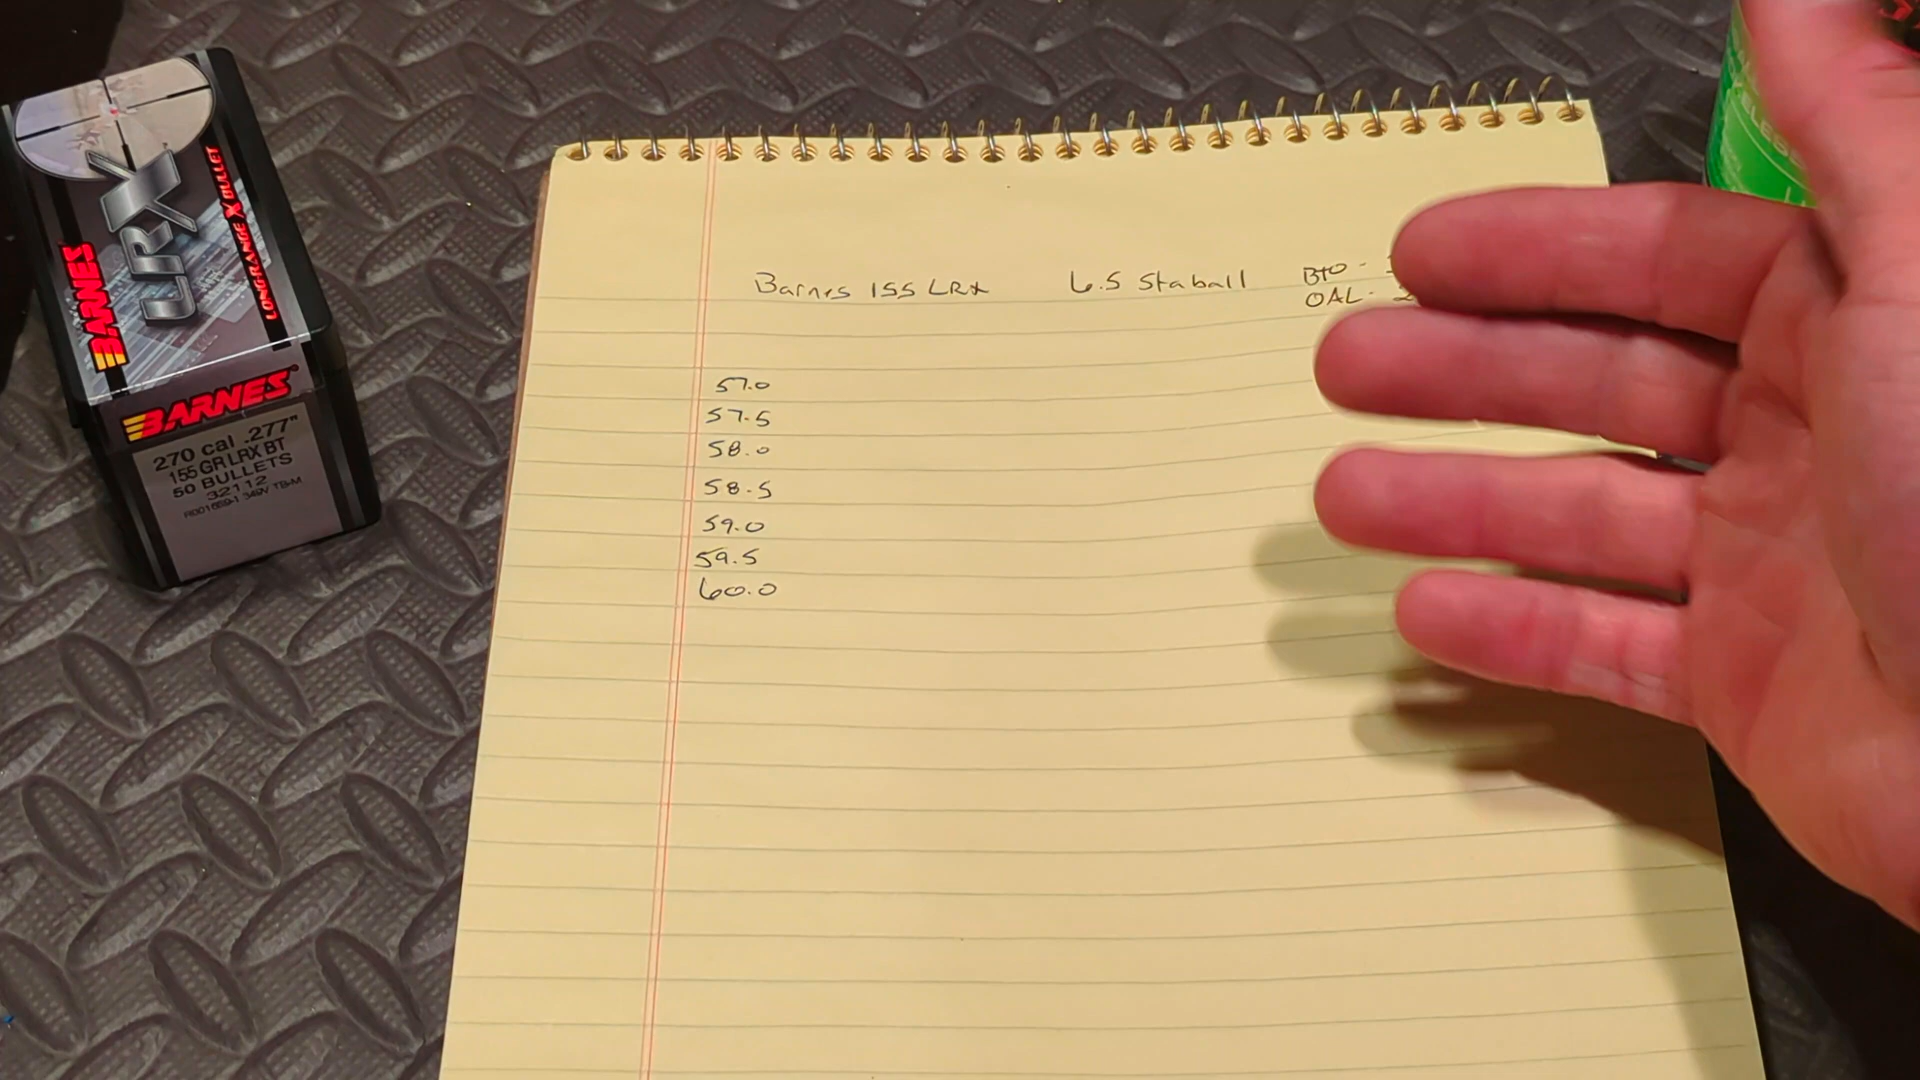 LRX
BARNES
LONG RANGE X BULLET
BARNES
270 cal .277"
155 GR LRX BT
50 BULLETS
32112
Barnes 155 LRX 6.5 Staball BTO -
OAL - 2
57.0
57.5
58.0
58.5
59.0
59.5
60.0